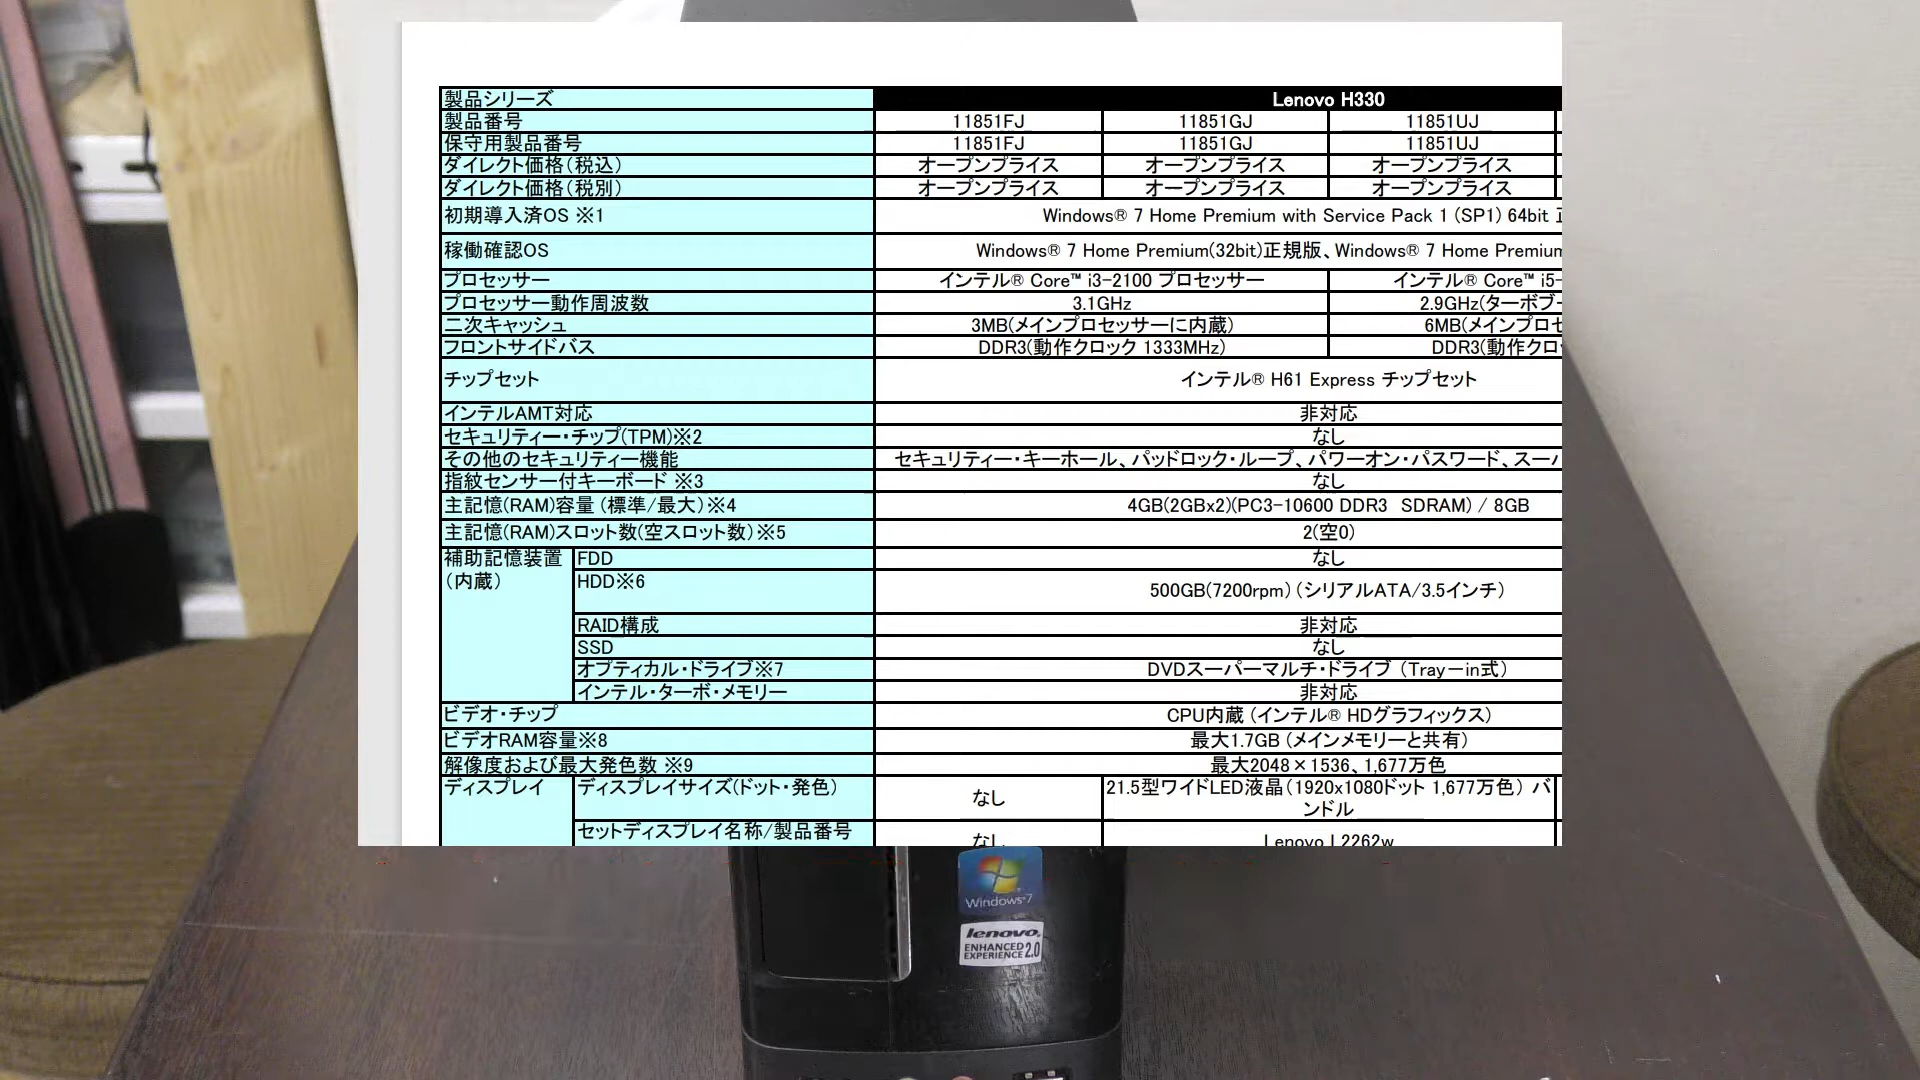 製品シリーズ Lenovo H330
製品番号 11851FJ 11851GJ 11851UJ
保守用製品番号 11851FJ 11851GJ 11851UJ
ダイレクト価格(税込) オープンプライス オープンプライス オープンプライス
ダイレクト価格(税別) オープンプライス オープンプライス オープンプライス
初期導入済OS ※1 Windows® 7 Home Premium with Service Pack 1 (SP1) 64bit
稼働確認OS Windows® 7 Home Premium(32bit)正規版、Windows® 7 Home Premium
プロセッサー インテル® Core™ i3-2100 プロセッサー インテル® Core™ i5-
プロセッサー動作周波数 3.1GHz 2.9GHz(ターボブー
二次キャッシュ 3MB(メインプロセッサーに内蔵) 6MB(メインプロセ
フロントサイドバス DDR3(動作クロック 1333MHz) DDR3(動作クロ
チップセット インテル® H61 Express チップセット
インテルAMT対応 非対応
セキュリティー・チップ(TPM)※2 なし
その他のセキュリティー機能 セキュリティー・キーホール、パッドロック・ループ、パワーオン・パスワード、スーパ
指紋センサー付キーボード ※3 なし
主記憶(RAM)容量 (標準/最大)※4 4GB(2GBx2)(PC3-10600 DDR3 SDRAM) / 8GB
主記憶(RAM)スロット数(空スロット数)※5 2(空0)
補助記憶装置 FDD なし
(内蔵) HDD※6 500GB(7200rpm) (シリアルATA/3.5インチ)
RAID構成 非対応
SSD なし
オプティカル・ドライブ※7 DVDスーパーマルチ・ドライブ (Tray－in式)
インテル・ターボ・メモリー 非対応
ビデオ・チップ CPU内蔵 (インテル® HDグラフィックス)
ビデオRAM容量※8 最大1.7GB (メインメモリーと共有)
解像度および最大発色数 ※9 最大2048×1536、1,677万色
ディスプレイ ディスプレイサイズ(ドット・発色) なし 21.5型ワイドLED液晶(1920x1080ドット 1,677万色) バ
ンドル
セットディスプレイ名称/製品番号 なし Lenovo L2262w
Windows 7
lenovo
ENHANCED
EXPERIENCE 2.0